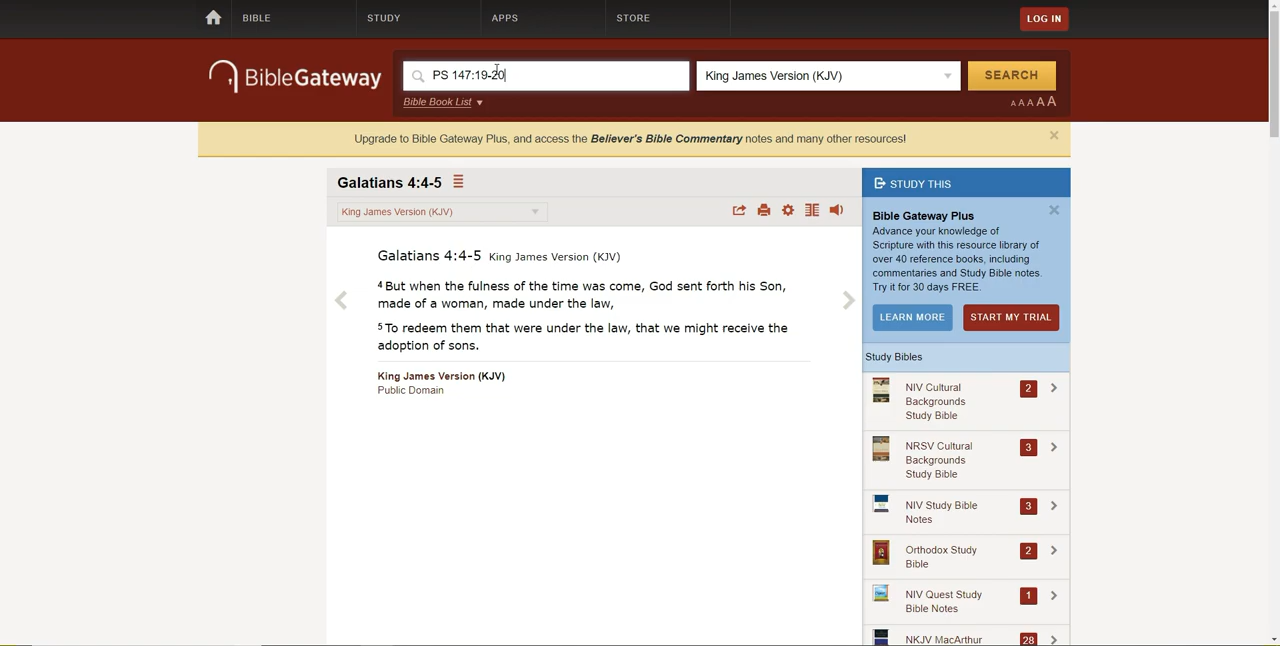 BIBLE
STUDY
APPS
STORE
LOG IN
BibleGateway
PS 147:19-20
King James Version (KJV)
SEARCH
Bible Book List
A A A A A
Upgrade to Bible Gateway Plus, and access the Believer's Bible Commentary notes and many other resources!
Galatians 4:4-5
King James Version (KJV)
Galatians 4:4-5 King James Version (KJV)
4 But when the fulness of the time was come, God sent forth his Son,
made of a woman, made under the law,
5 To redeem them that were under the law, that we might receive the
adoption of sons.
King James Version (KJV)
Public Domain
STUDY THIS
Bible Gateway Plus
Advance your knowledge of
Scripture with this resource library of
over 40 reference books, including
commentaries and Study Bible notes.
Try it for 30 days FREE.
LEARN MORE
START MY TRIAL
Study Bibles
NIV Cultural
Backgrounds
Study Bible
2
NRSV Cultural
Backgrounds
Study Bible
3
NIV Study Bible
Notes
3
Orthodox Study
Bible
2
NIV Quest Study
Bible Notes
1
NKJV MacArthur
28